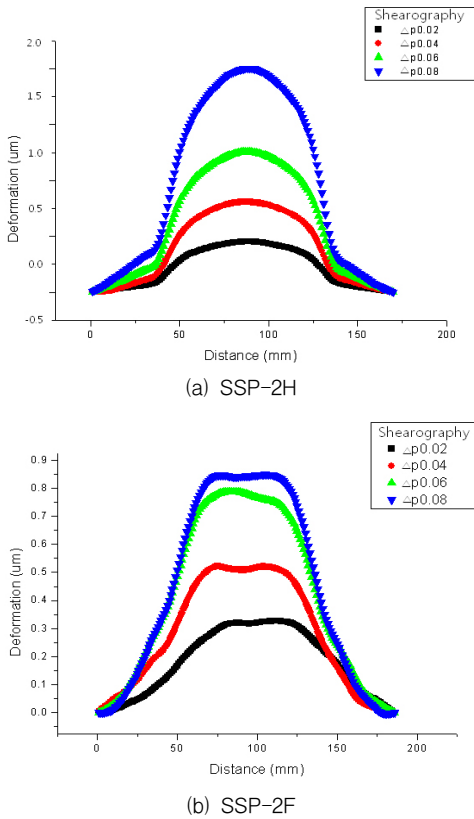 Shearography
△p0.02
△p0.04
△p0.06
△p0.08
2.0
1.5
1.0
0.5
0.0
-0.5
Deformation (um)
0
50
100
150
200
Distance (mm)
(a) SSP-2H
Shearography
△p0.02
△p0.04
△p0.06
△p0.08
0.9
0.8
0.7
0.6
0.5
0.4
0.3
0.2
0.1
0.0
Deformation (um)
0
50
100
150
200
Distance (mm)
(b) SSP-2F